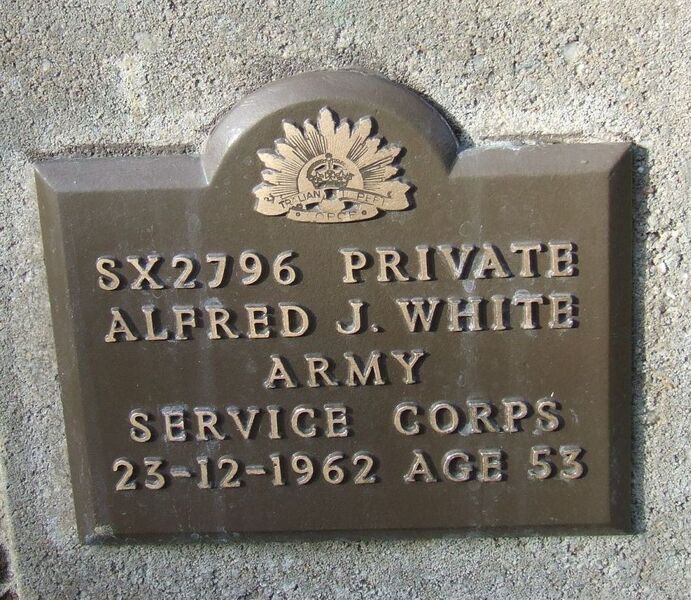 SX2796 PRIVATE
ALFRED J. WHITE
ARMY
SERVICE CORPS
23-12-1962 AGE 53